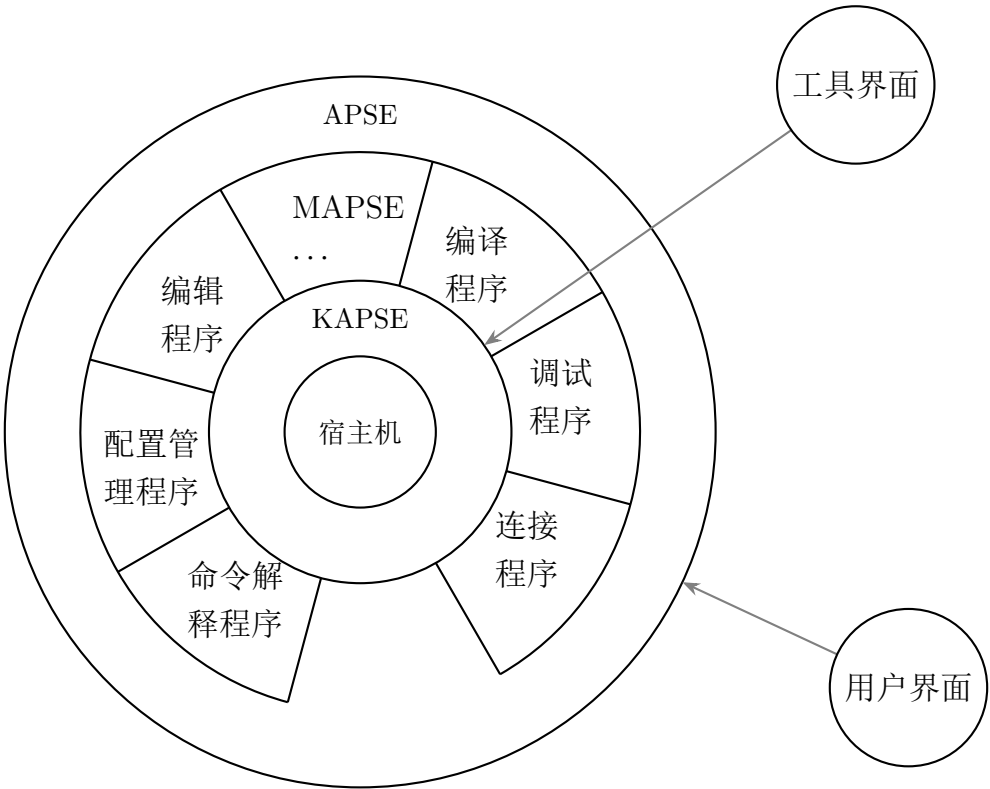 工具界面
APSE
MAPSE
…
编译
程序
编辑
程序
KAPSE
调试
程序
宿主机
配置管
理程序
连接
程序
命令解
释程序
用户界面